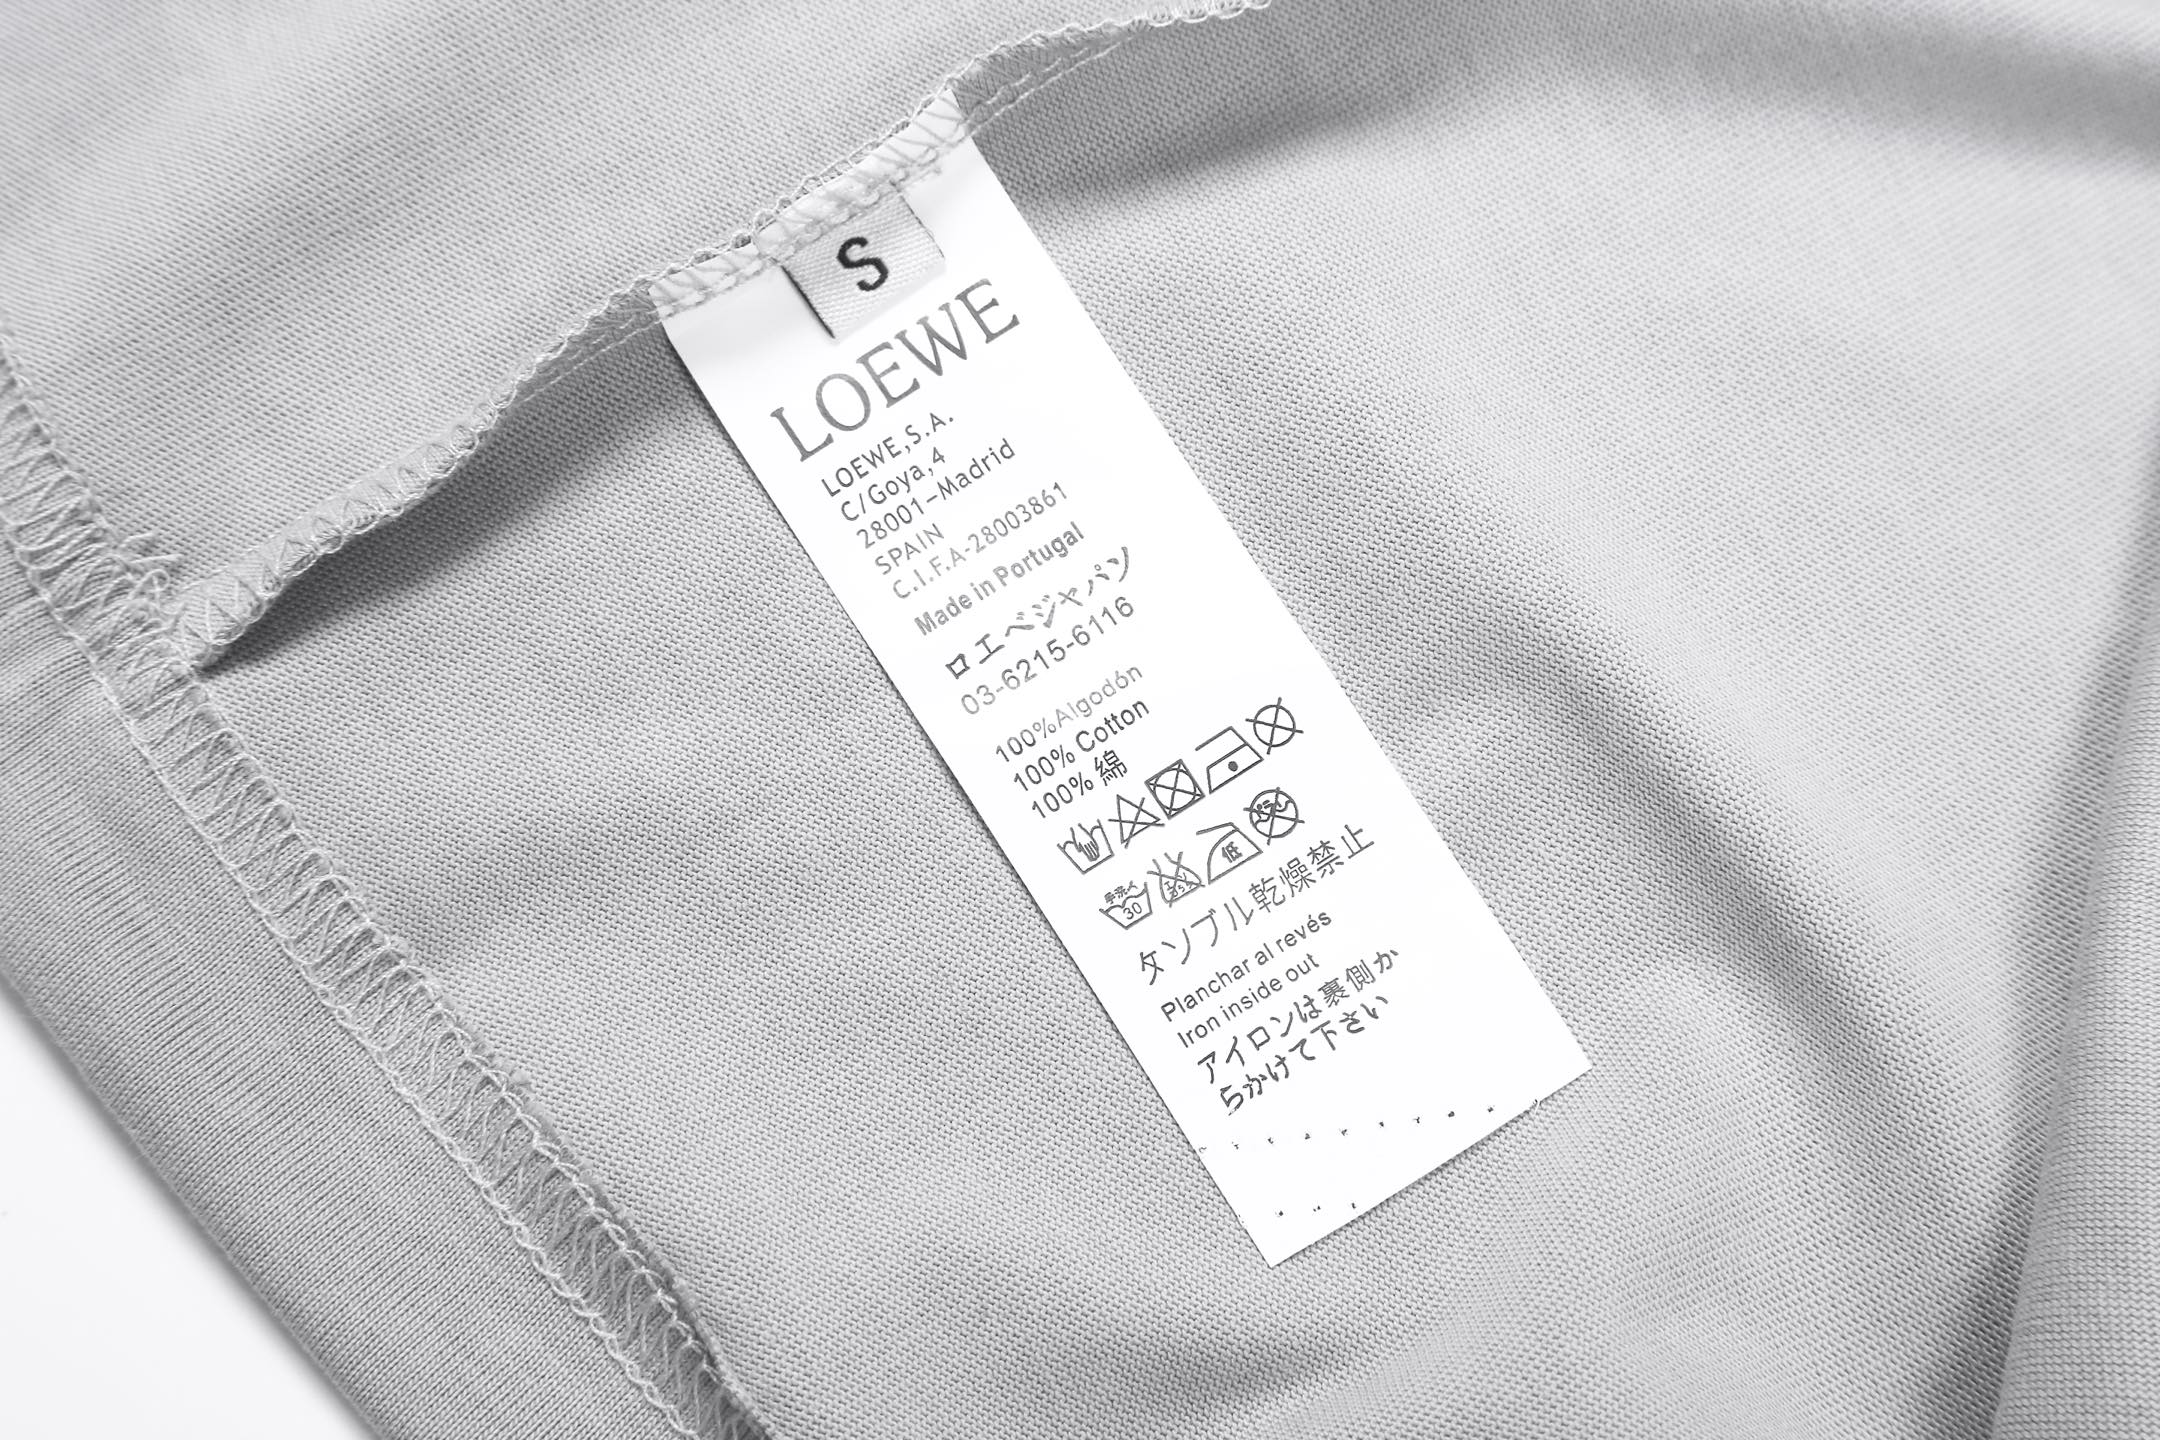 S
LOEWE
LOEWE,S.A.
C/Goya,4
28001-Madrid
SPAIN
C.I.F.A-28003861
Made in Portugal
ロエベジャパン
03-6215-6116
100%Algodón
100% Cotton
100% 綿
手洗イ
30
低
タンブル乾燥禁止
Planchar al revés
Iron inside out
アイロンは裏側か
らかけて下さい